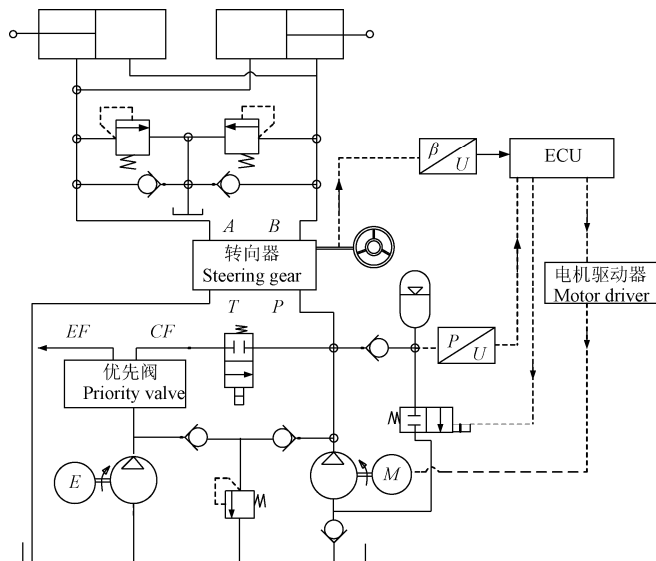 β
U
ECU
A
B
转向器
Steering gear
电机驱动器
Motor driver
T
P
EF
CF
P
U
优先阀
Priority valve
E
M